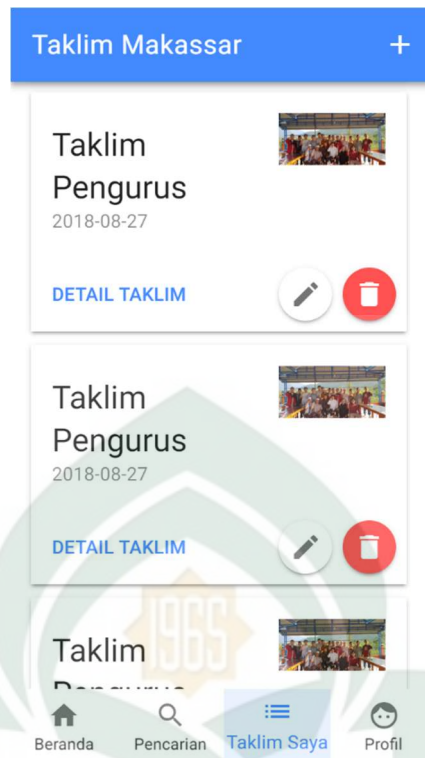 Taklim Makassar
Taklim
Pengurus
2018-08-27
DETAIL TAKLIM
Taklim
Pengurus
2018-08-27
DETAIL TAKLIM
1965
Taklim
Pengurus
Beranda Pencarian Taklim Saya Profil